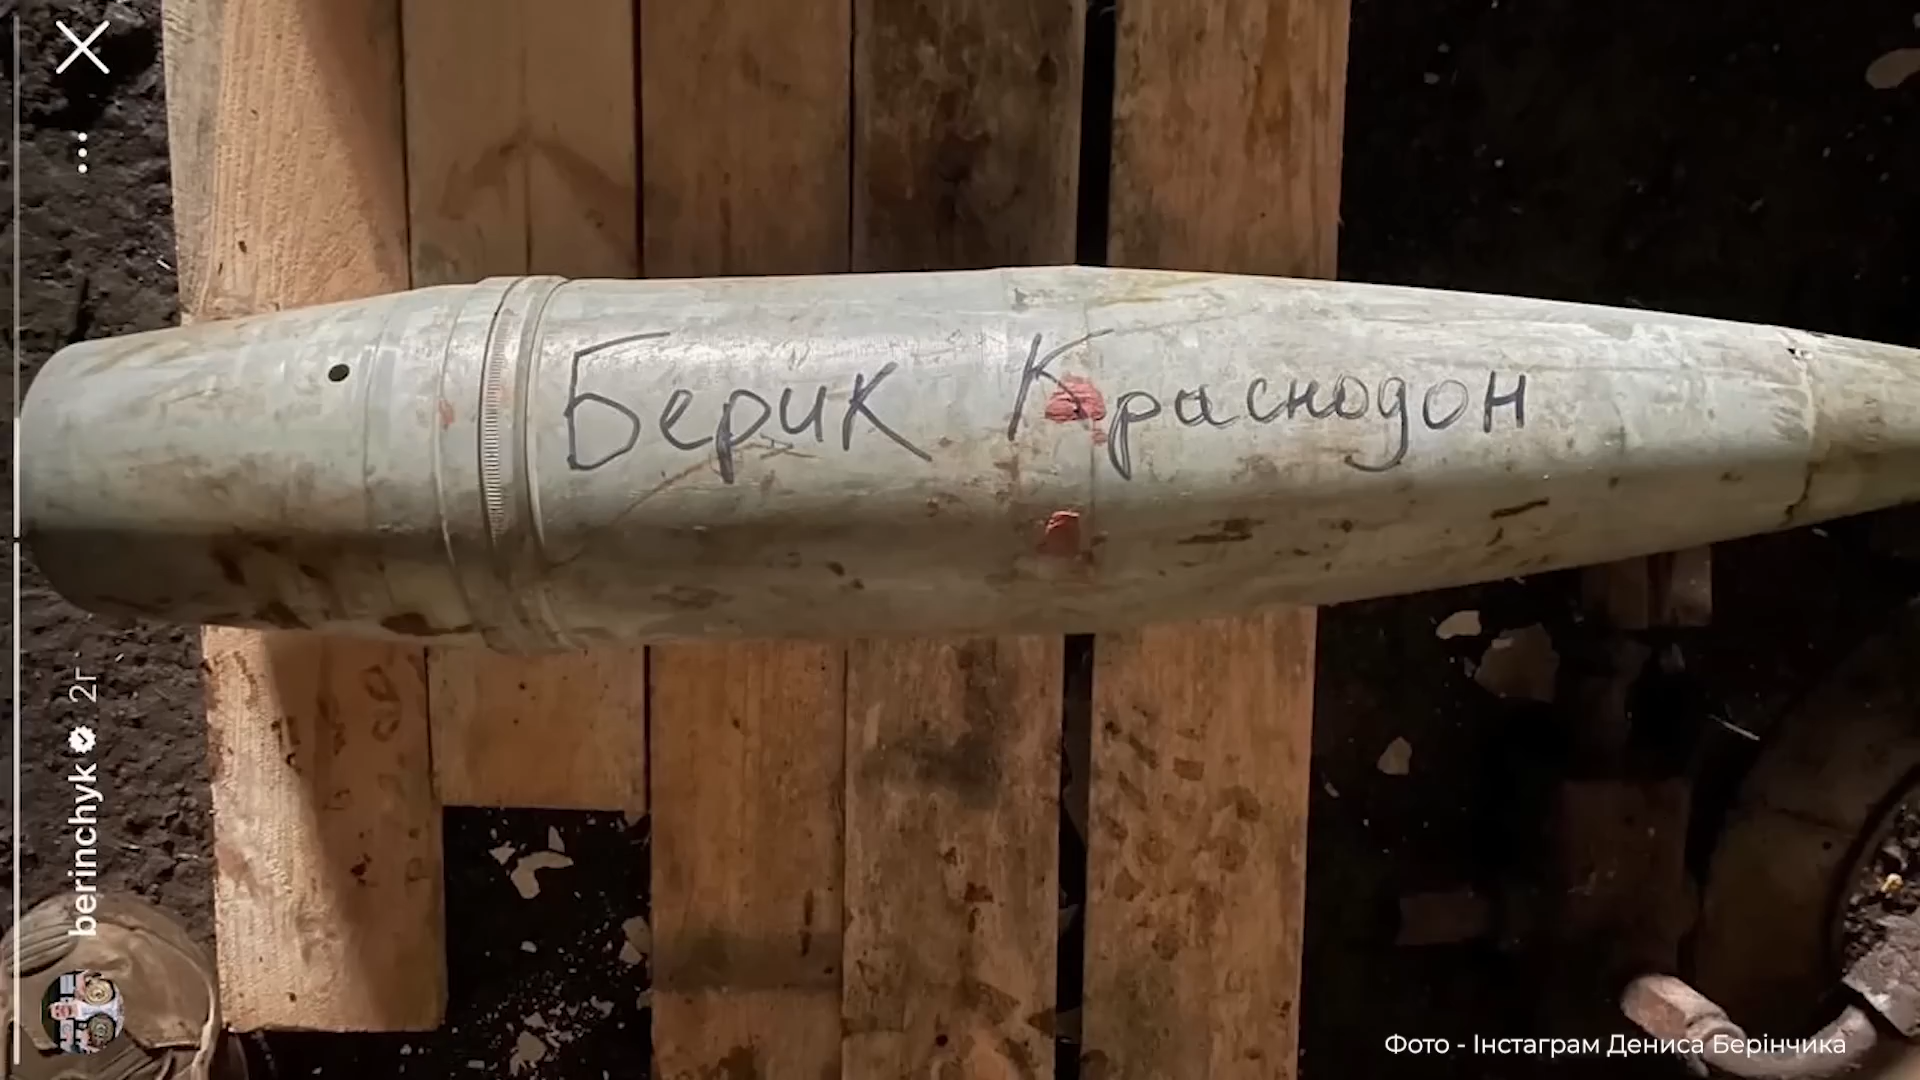 Берик Краснодон
berinchyk 2г
Фото - Інстаграм Дениса Берінчика